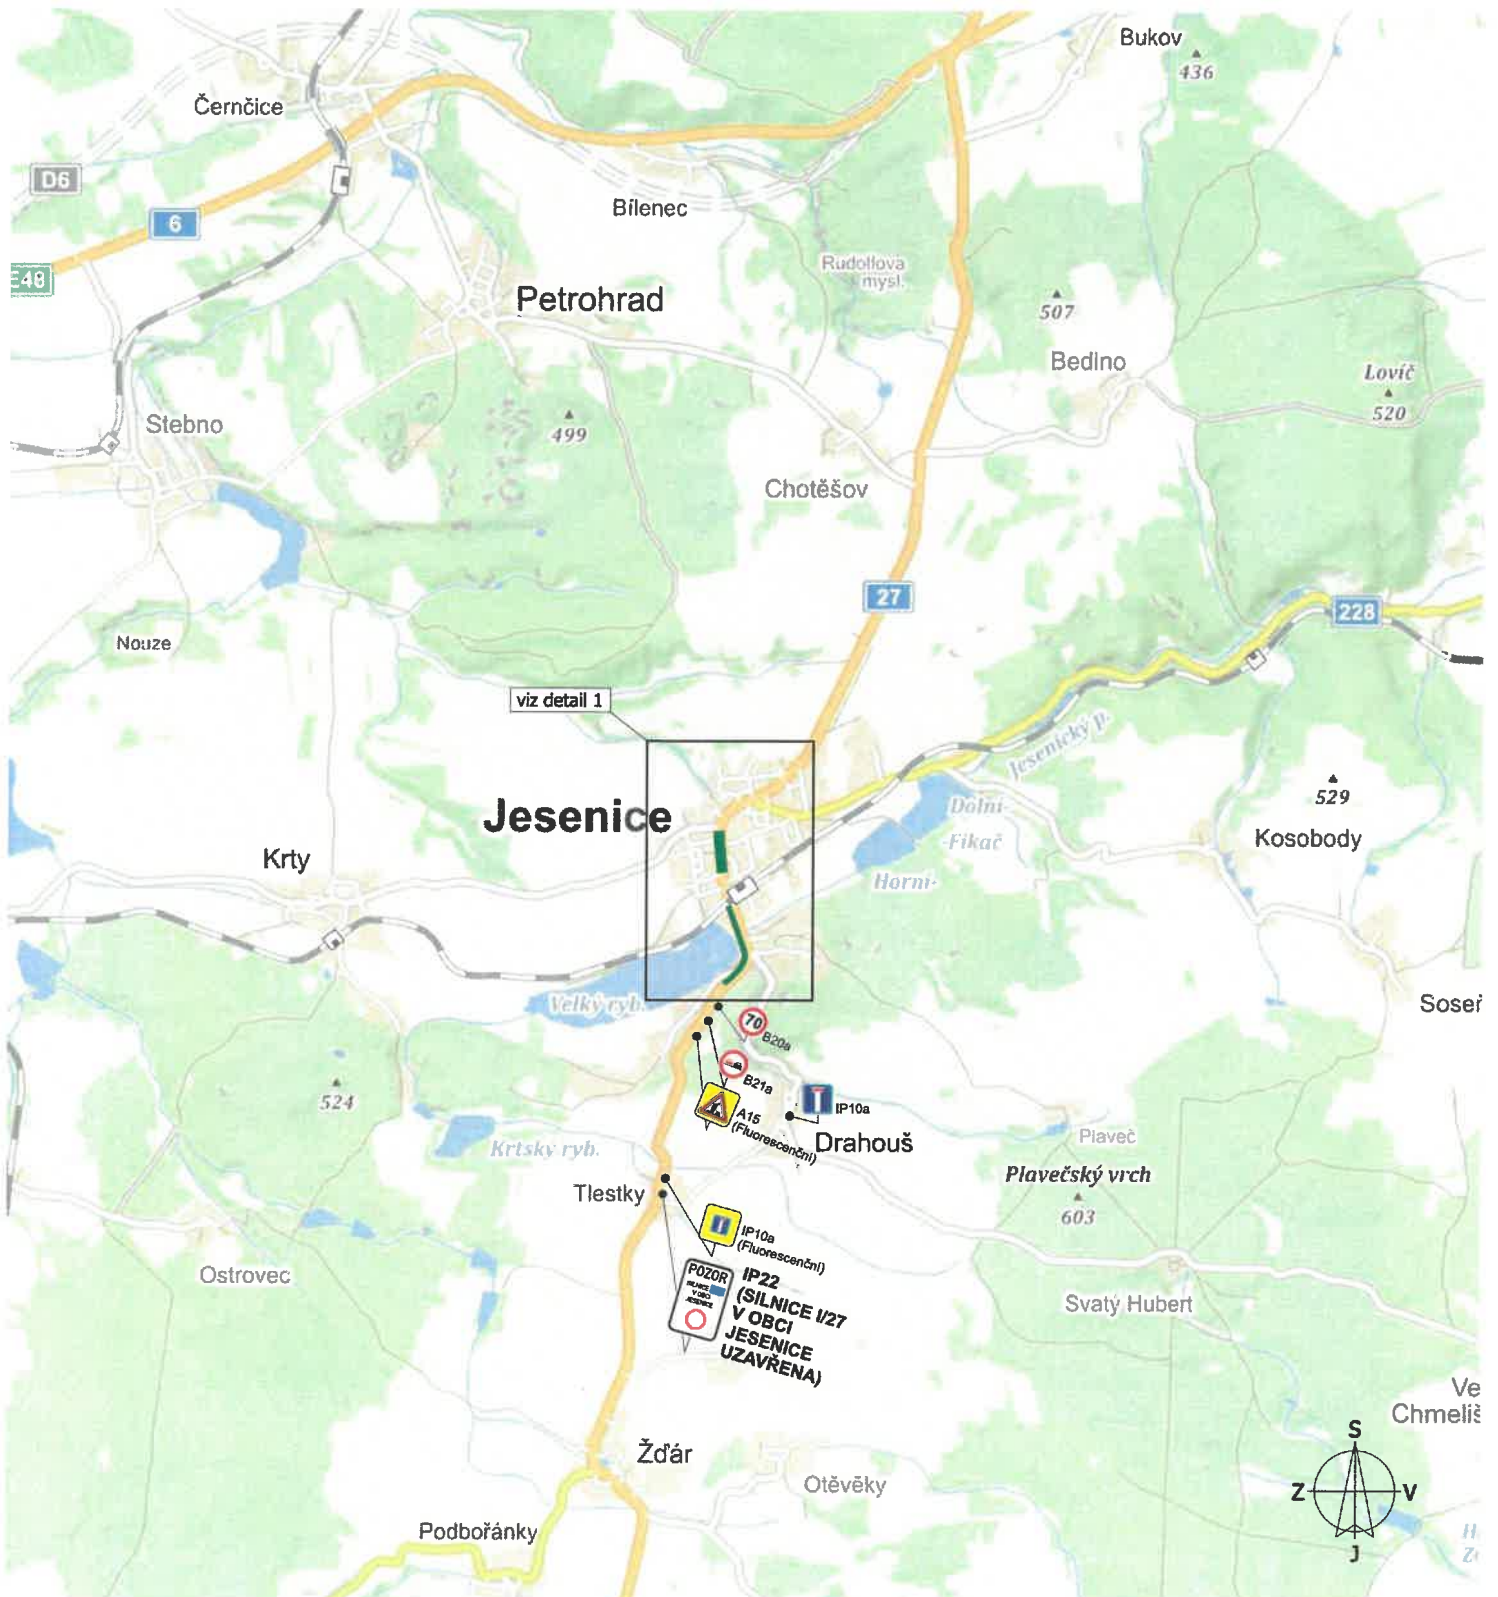 Bukov
436
Černčice
D6
6
Bílenec
E48
Rudolfova
mysl.
Petrohrad
507
Bedlno
Lovíč
520
Stebno
499
Chotěšov
27
228
Nouze
viz detail 1
Jesenický p.
529
Jesenice
Dolní-
-Fikač
Kosobody
Krty
Horní-
Velký ryb.
Soseň
70
B20a
B21a
524
A15
(Fluorescenční)
IP10a
Drahouš
Plaveč
Krtský ryb.
Plavečský vrch
603
Tlestky
IP10a
(Fluorescenční)
Ostrovec
POZOR
SILNICE
V OBCI
JESENICE
IP22
(SILNICE I/27
V OBCI
JESENICE
UZAVŘENA)
Svatý Hubert
Ve
Chmeliš
S
Z
V
J
Žďár
Otěvěky
Podbořánky
H
Z